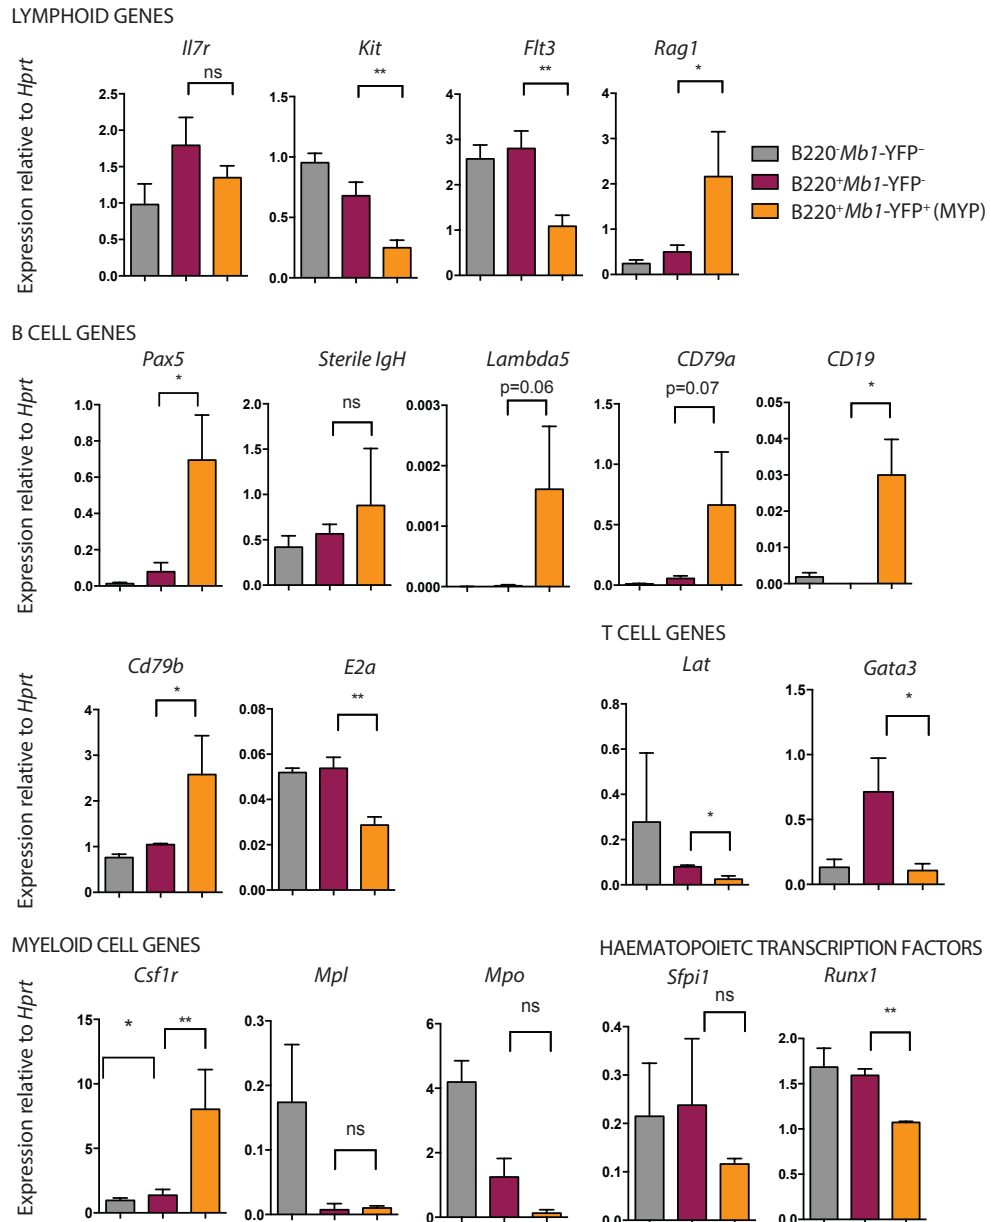 LYMPHOID GENES
Il7r Kit Flt3 Rag1
ns ** ** *
Expression relative to Hprt
2.5 2.0 1.5 1.0 0.5 0.0
1.5 1.0 0.5 0.0
4 3 2 1 0
4 3 2 1 0
B220-Mb1-YFP-
B220+Mb1-YFP-
B220+Mb1-YFP+ (MYP)
B CELL GENES
Pax5 Sterile IgH Lambda5 CD79a CD19
* ns p=0.06 p=0.07 *
Expression relative to Hprt
1.0 0.8 0.6 0.4 0.2 0.0
2.0 1.5 1.0 0.5 0.0
0.003 0.002 0.001 0.000
1.5 1.0 0.5 0.0
0.05 0.04 0.03 0.02 0.01 0.00
Cd79b E2a
* **
Expression relative to Hprt
4 3 2 1 0
0.08 0.06 0.04 0.02 0.00
T CELL GENES
Lat Gata3
* *
0.8 0.6 0.4 0.2 0.0
1.5 1.0 0.5 0.0
MYELOID CELL GENES
Csf1r Mpl Mpo
* ** ns ns
Expression relative to Hprt
15 10 5 0
0.3 0.2 0.1 0.0
6 4 2 0
HAEMATOPOIETC TRANSCRIPTION FACTORS
Sfpi1 Runx1
ns **
0.4 0.3 0.2 0.1 0.0
2.0 1.5 1.0 0.5 0.0